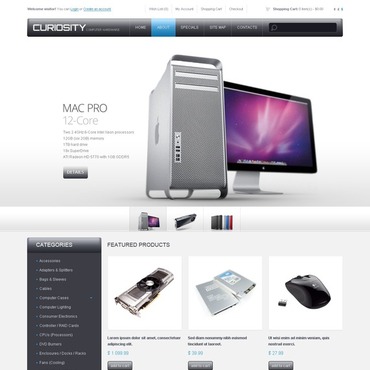 Welcome visitor! You can Login or Create an account
Wish List (0) My Account Shopping Cart Checkout
Shopping Cart 0 item(s) - $0.00
CURIOSITY COMPUTER HARDWARE
HOME ABOUT SPECIALS SITE MAP CONTACTS
MAC PRO
12-Core
Two 2.4GHz 6-Core Intel Xeon processors
12GB (six 2GB) memory
1TB hard drive
18x SuperDrive
ATI Radeon HD 5770 with 1GB GDDR5
DETAILS
CATEGORIES
Accessories
Adapters & Splitters
Bags & Sleeves
Cables
Computer Cases
Computer Lighting
Consumer Electronics
Controller / RAID Cards
CPUs (Processors)
DVD Burners
Enclosures / Docks / Racks
Fans (Cooling)
FEATURED PRODUCTS
Lorem ipsum dolor sit amet, consectetuer
adipiscing elit.
$ 1 000.00
Add to cart
Sed diam nonummy nibh euismod
tincidunt ut laoreet.
Add to cart
Ut wisi enim ad minim veniam, quis
nostrud exerci.
$ 27.00
Add to cart